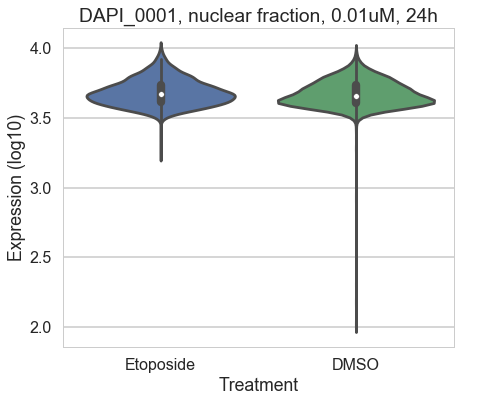 DAPI_0001, nuclear fraction, 0.01uM, 24h
Expression (log10)
4.0
3.5
3.0
2.5
2.0
Etoposide
DMSO
Treatment